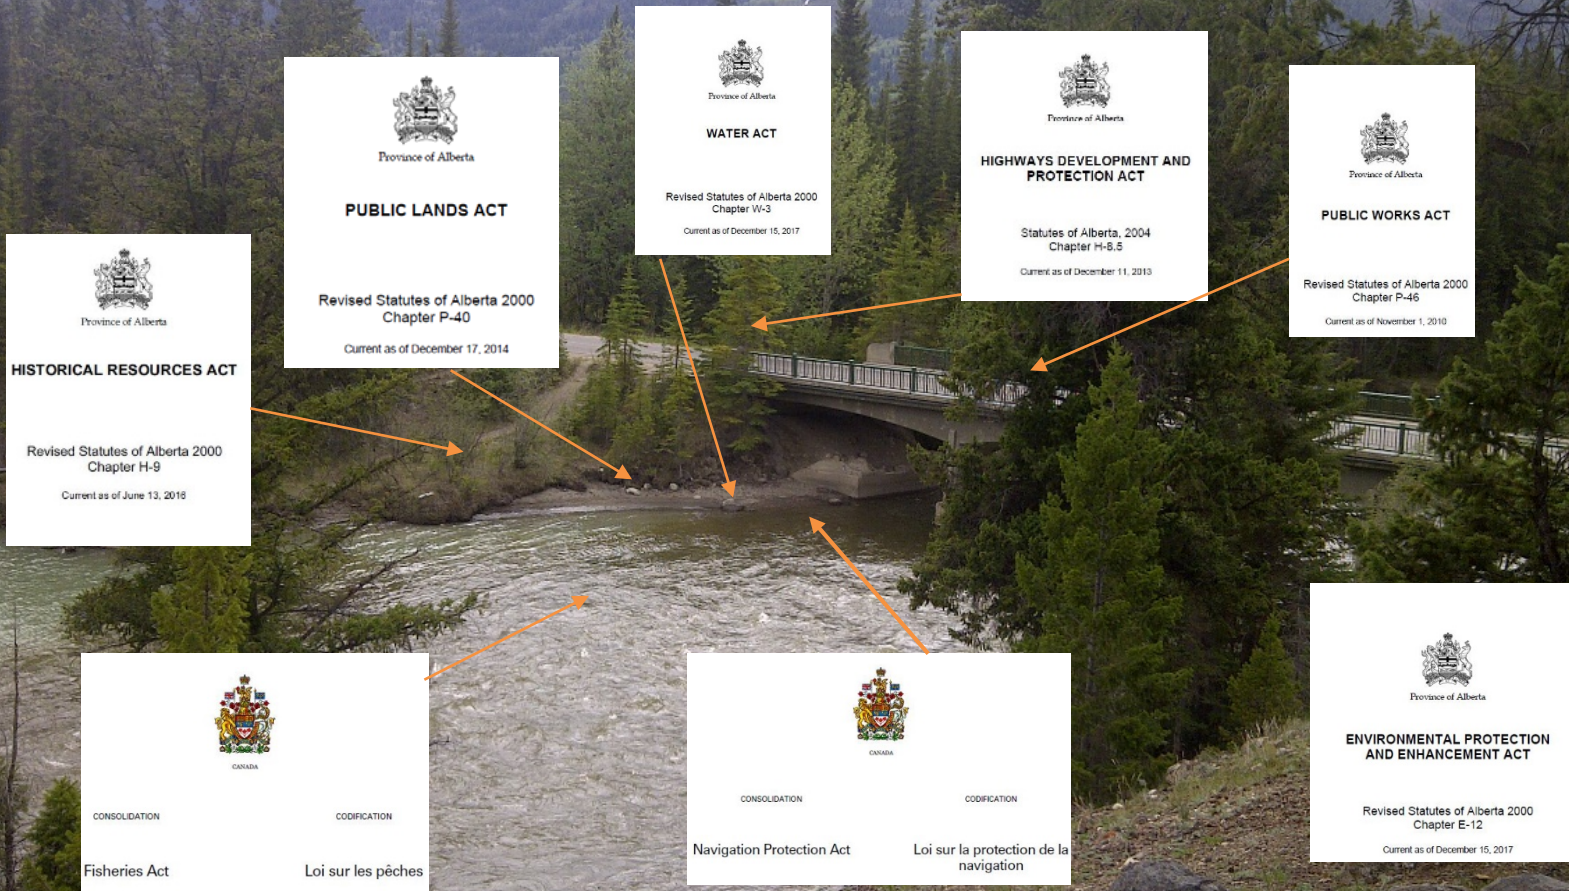 Province of Alberta
WATER ACT
Revised Statutes of Alberta 2000
Chapter W-3
Current as of December 15, 2017
Province of Alberta
HIGHWAYS DEVELOPMENT AND
PROTECTION ACT
Statutes of Alberta, 2004
Chapter H-8.5
Current as of December 11, 2013
Province of Alberta
PUBLIC LANDS ACT
Revised Statutes of Alberta 2000
Chapter P-40
Current as of December 17, 2014
Province of Alberta
PUBLIC WORKS ACT
Revised Statutes of Alberta 2000
Chapter P-46
Current as of November 1, 2010
Province of Alberta
HISTORICAL RESOURCES ACT
Revised Statutes of Alberta 2000
Chapter H-9
Current as of June 13, 2016
CANADA
CONSOLIDATION
CODIFICATION
Fisheries Act
Loi sur les pêches
CANADA
CONSOLIDATION
CODIFICATION
Navigation Protection Act
Loi sur la protection de la
navigation
Province of Alberta
ENVIRONMENTAL PROTECTION
AND ENHANCEMENT ACT
Revised Statutes of Alberta 2000
Chapter E-12
Current as of December 15, 2017